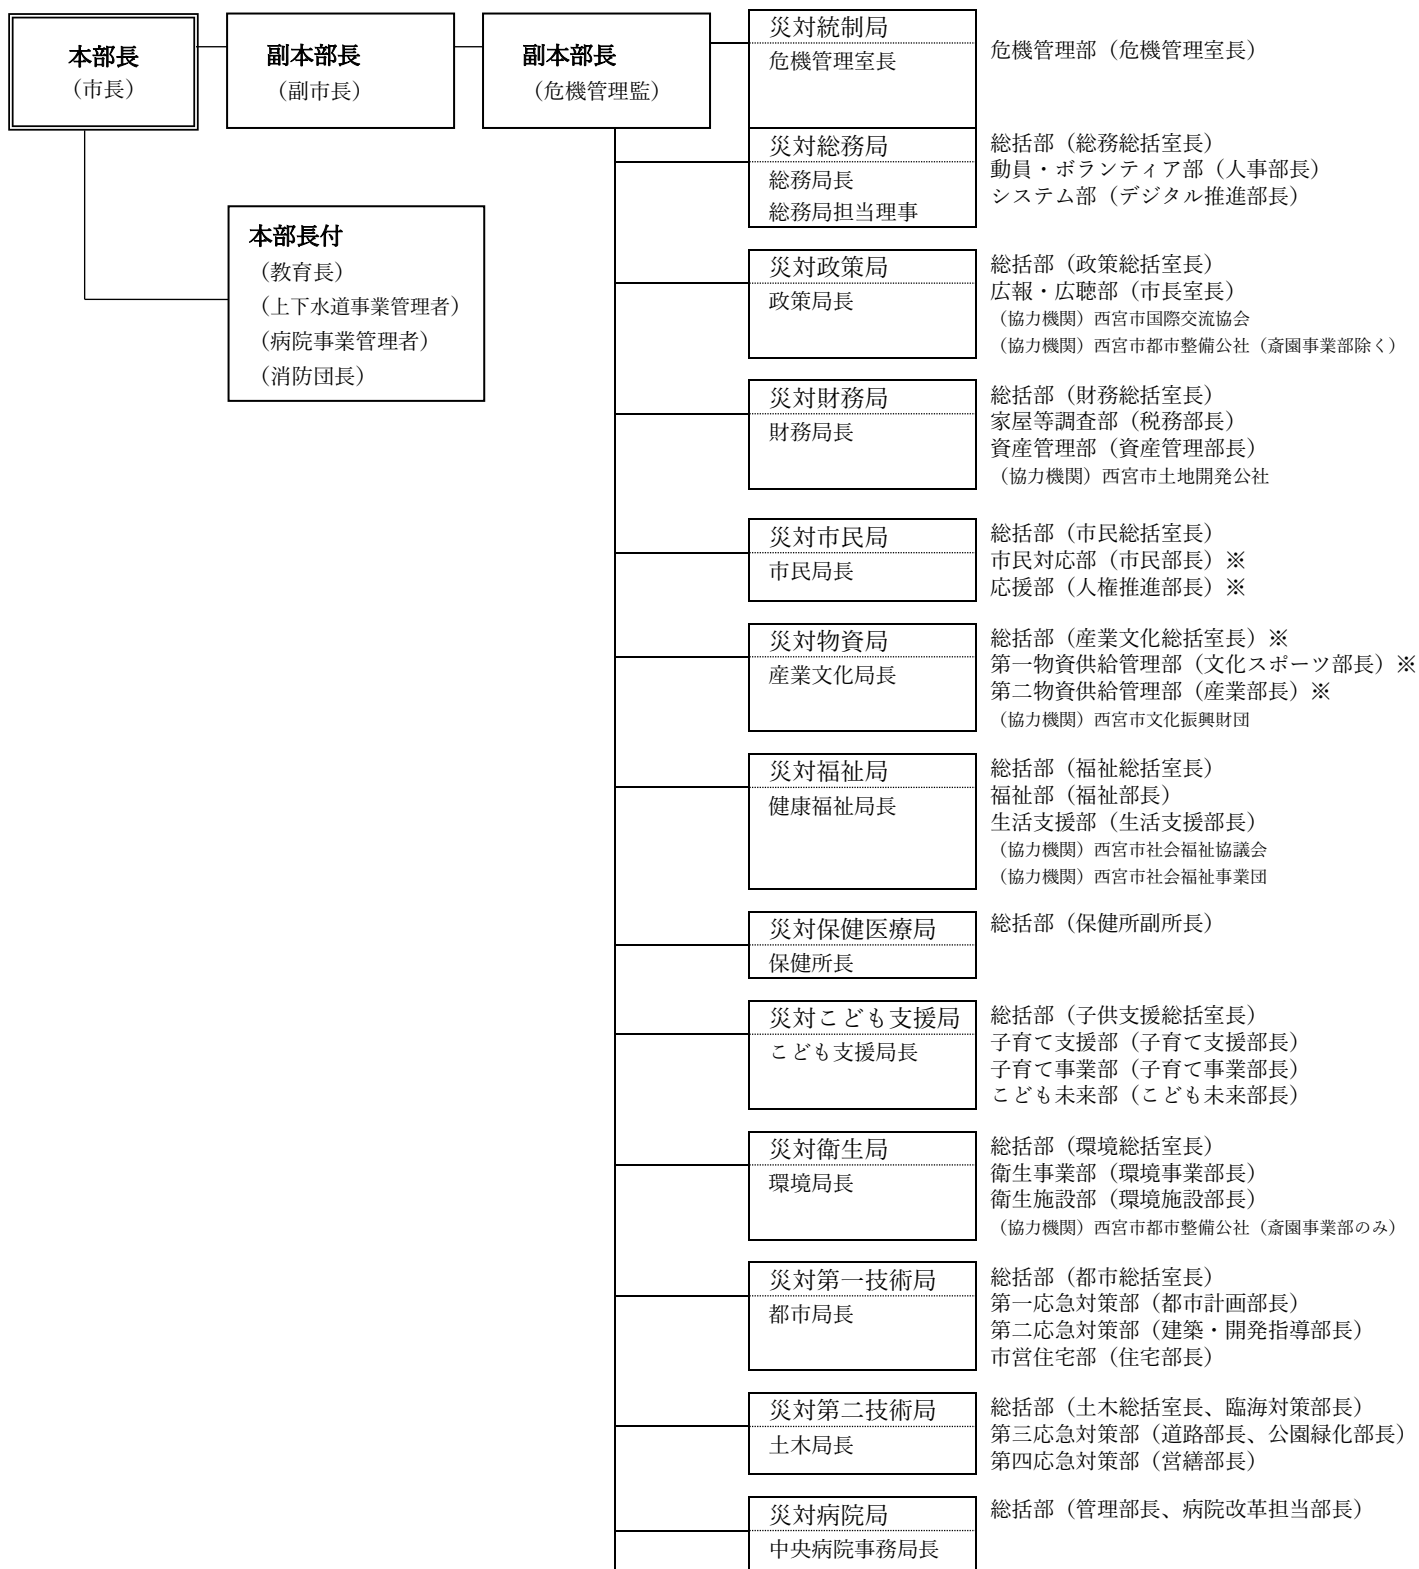 本部長
（市長）
副本部長
（副市長）
副本部長
（危機管理監）
本部長付
（教育長）
（上下水道事業管理者）
（病院事業管理者）
（消防団長）
災対統制局
危機管理室長
危機管理部（危機管理室長）
災対総務局
総務局長
総務局担当理事
総括部（総務総括室長）
動員・ボランティア部（人事部長）
システム部（デジタル推進部長）
災対政策局
政策局長
総括部（政策総括室長）
広報・広聴部（市長室長）
（協力機関）西宮市国際交流協会
（協力機関）西宮市都市整備公社（斎園事業部除く）
災対財務局
財務局長
総括部（財務総括室長）
家屋等調査部（税務部長）
資産管理部（資産管理部長）
（協力機関）西宮市土地開発公社
災対市民局
市民局長
総括部（市民総括室長）
市民対応部（市民部長）※
応援部（人権推進部長）※
災対物資局
産業文化局長
総括部（産業文化総括室長）※
第一物資供給管理部（文化スポーツ部長）※
第二物資供給管理部（産業部長）※
（協力機関）西宮市文化振興財団
災対福祉局
健康福祉局長
総括部（福祉総括室長）
福祉部（福祉部長）
生活支援部（生活支援部長）
（協力機関）西宮市社会福祉協議会
（協力機関）西宮市社会福祉事業団
災対保健医療局
保健所長
総括部（保健所副所長）
災対こども支援局
こども支援局長
総括部（子供支援総括室長）
子育て支援部（子育て支援部長）
子育て事業部（子育て事業部長）
こども未来部（こども未来部長）
災対衛生局
環境局長
総括部（環境総括室長）
衛生事業部（環境事業部長）
衛生施設部（環境施設部長）
（協力機関）西宮市都市整備公社（斎園事業部のみ）
災対第一技術局
都市局長
総括部（都市総括室長）
第一応急対策部（都市計画部長）
第二応急対策部（建築・開発指導部長）
市営住宅部（住宅部長）
災対第二技術局
土木局長
総括部（土木総括室長、臨海対策部長）
第三応急対策部（道路部長、公園緑化部長）
第四応急対策部（営繕部長）
災対病院局
中央病院事務局長
総括部（管理部長、病院改革担当部長）